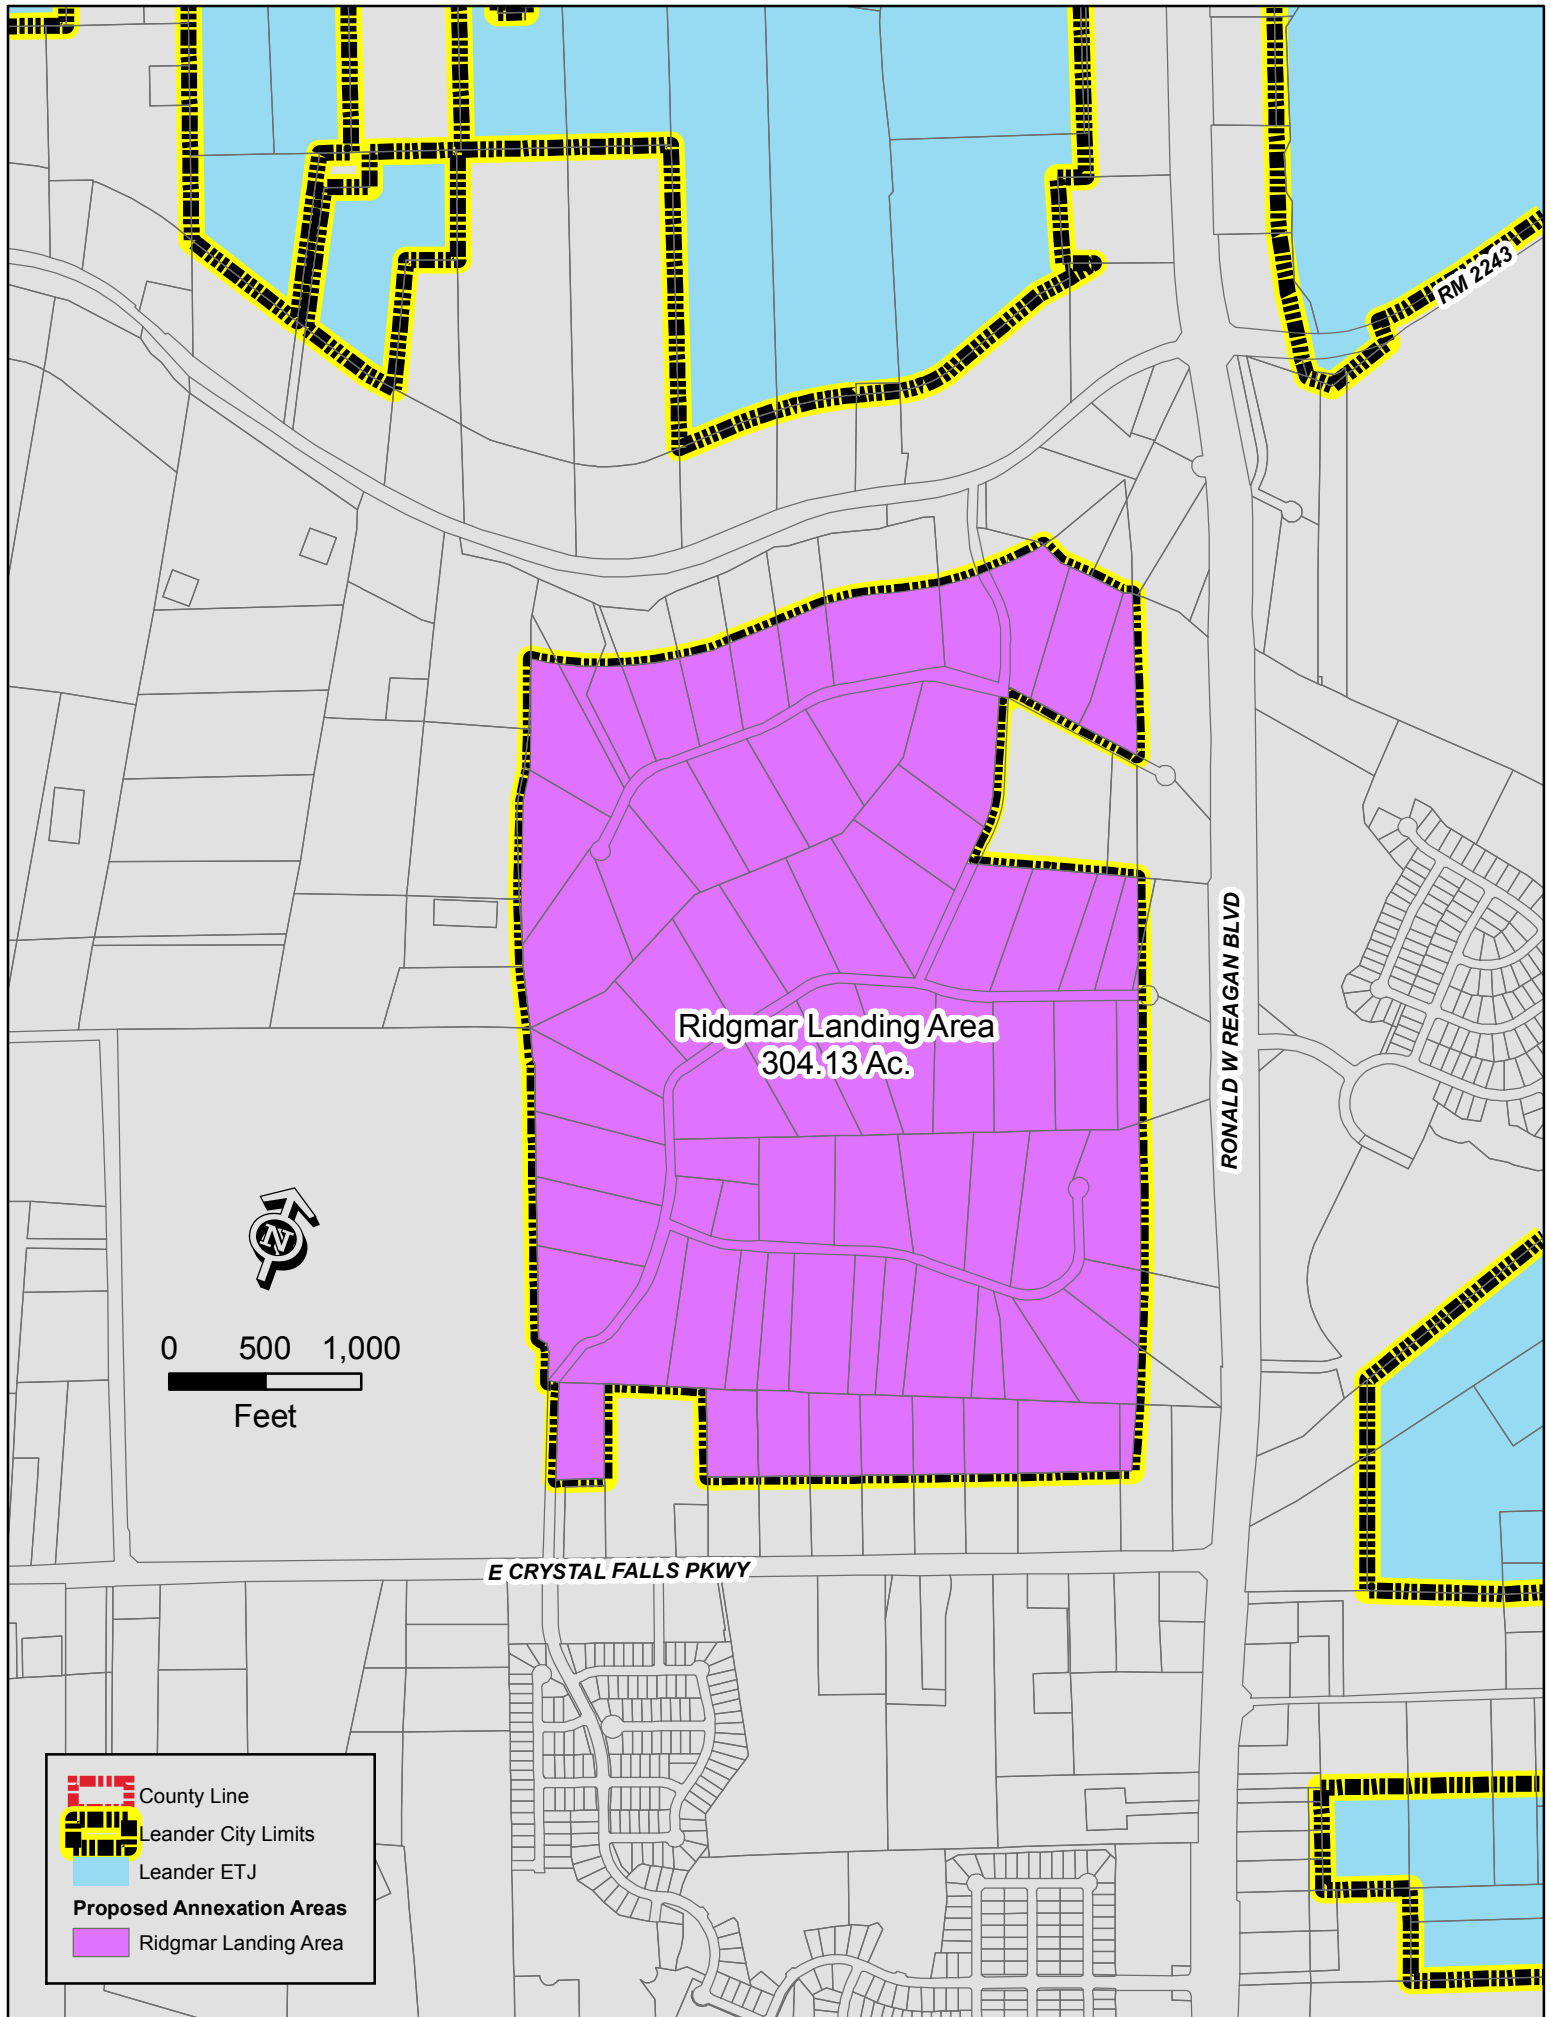 RM 2243
Ridgmar Landing Area
304.13 Ac.
RONALD W REAGAN BLVD
N
0 500 1,000
Feet
E CRYSTAL FALLS PKWY
County Line
Leander City Limits
Leander ETJ
Proposed Annexation Areas
Ridgmar Landing Area